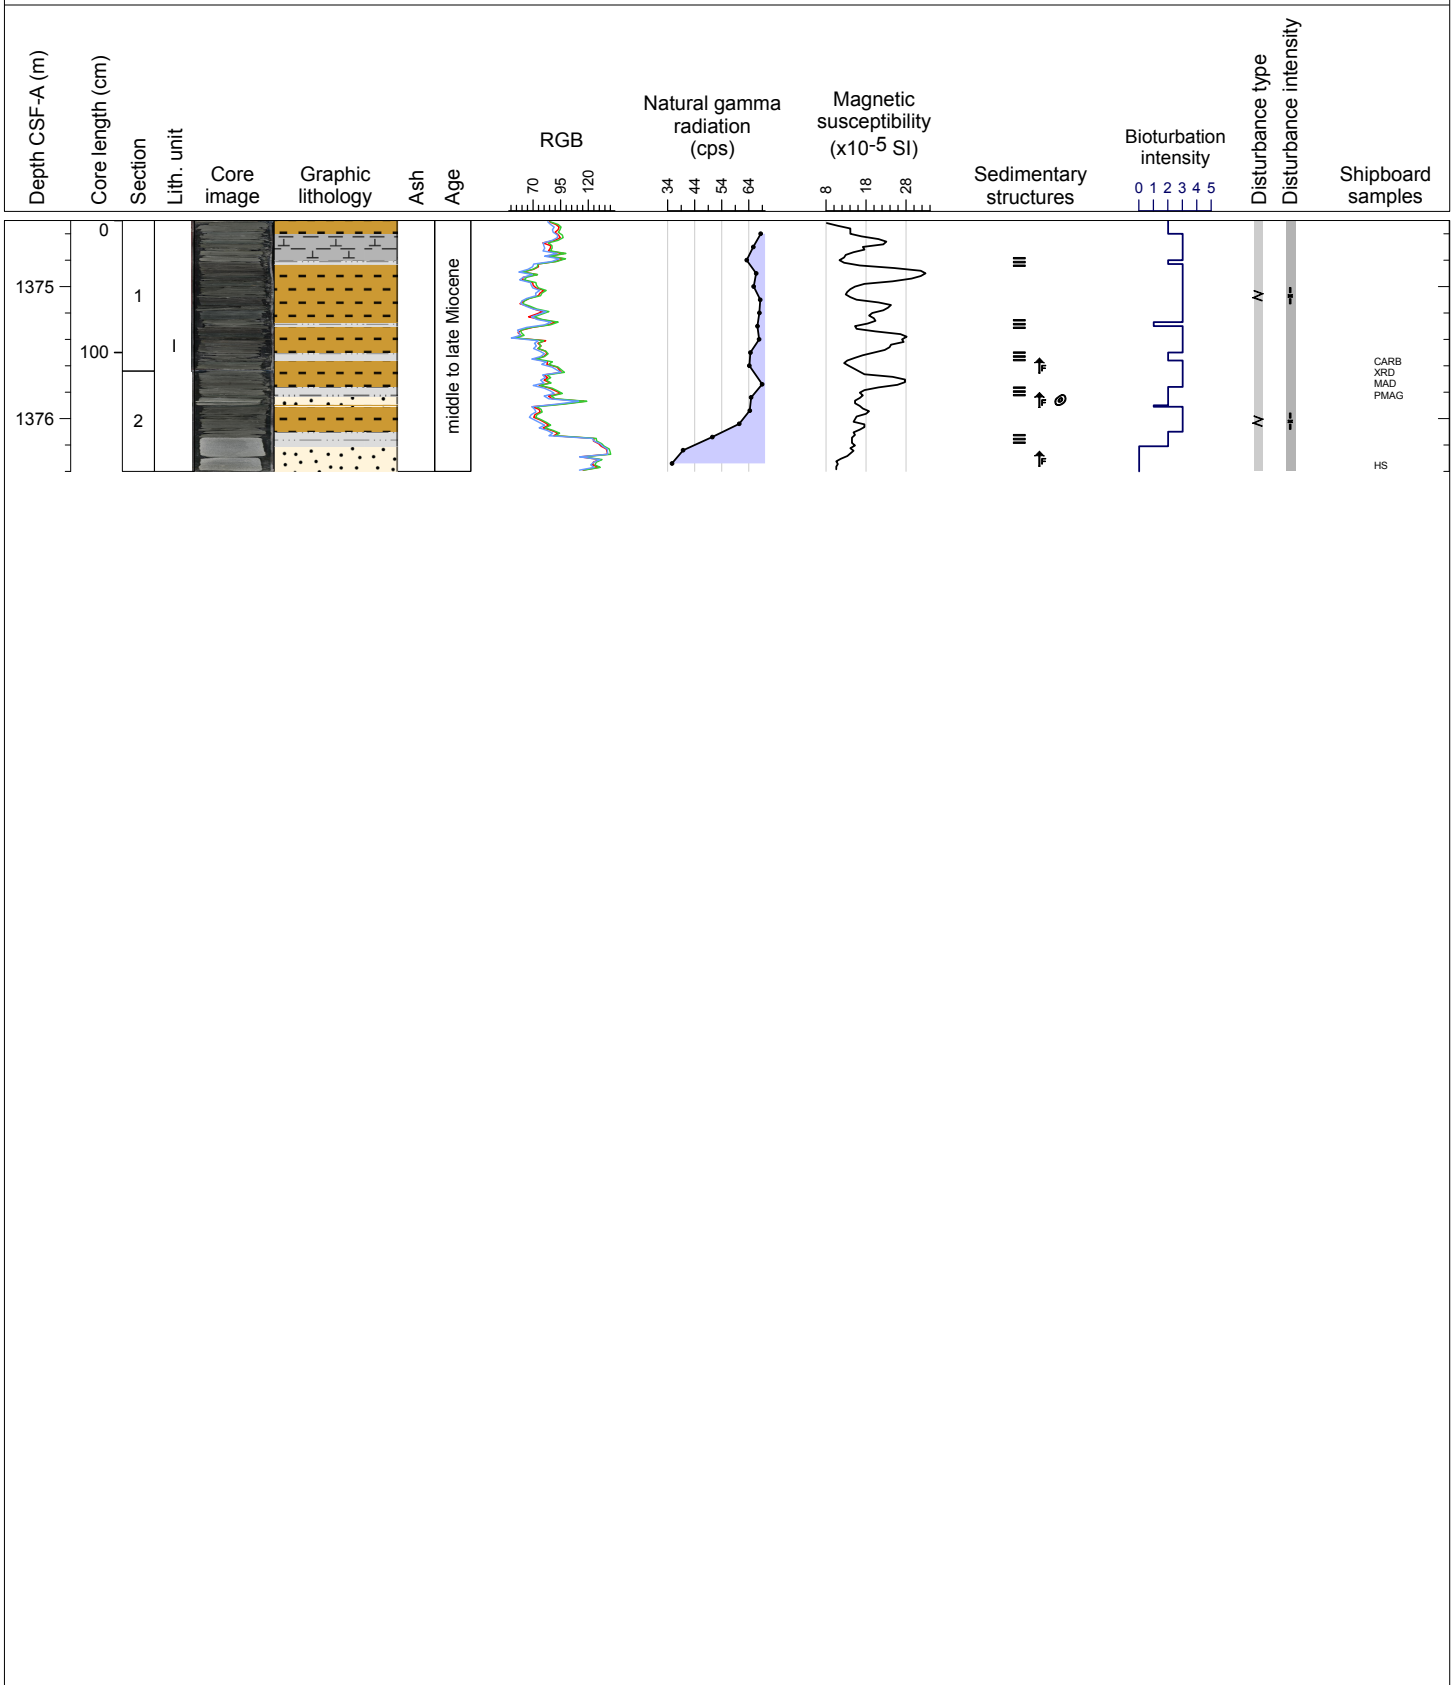 Depth CSF-A (m)
Core length (cm)
Section
Lith. unit
Core
image
Graphic
lithology
Ash
Age
RGB
70 95 120
Natural gamma
radiation
(cps)
34 44 54 64
Magnetic
susceptibility
(x10-5 SI)
8 18 28
Sedimentary
structures
Bioturbation
intensity
0 1 2 3 4 5
Disturbance type
Disturbance intensity
Shipboard
samples
0
1375
100
1376
1
2
I
middle to late Miocene
F
F
F
CARB
XRD
MAD
PMAG
HS